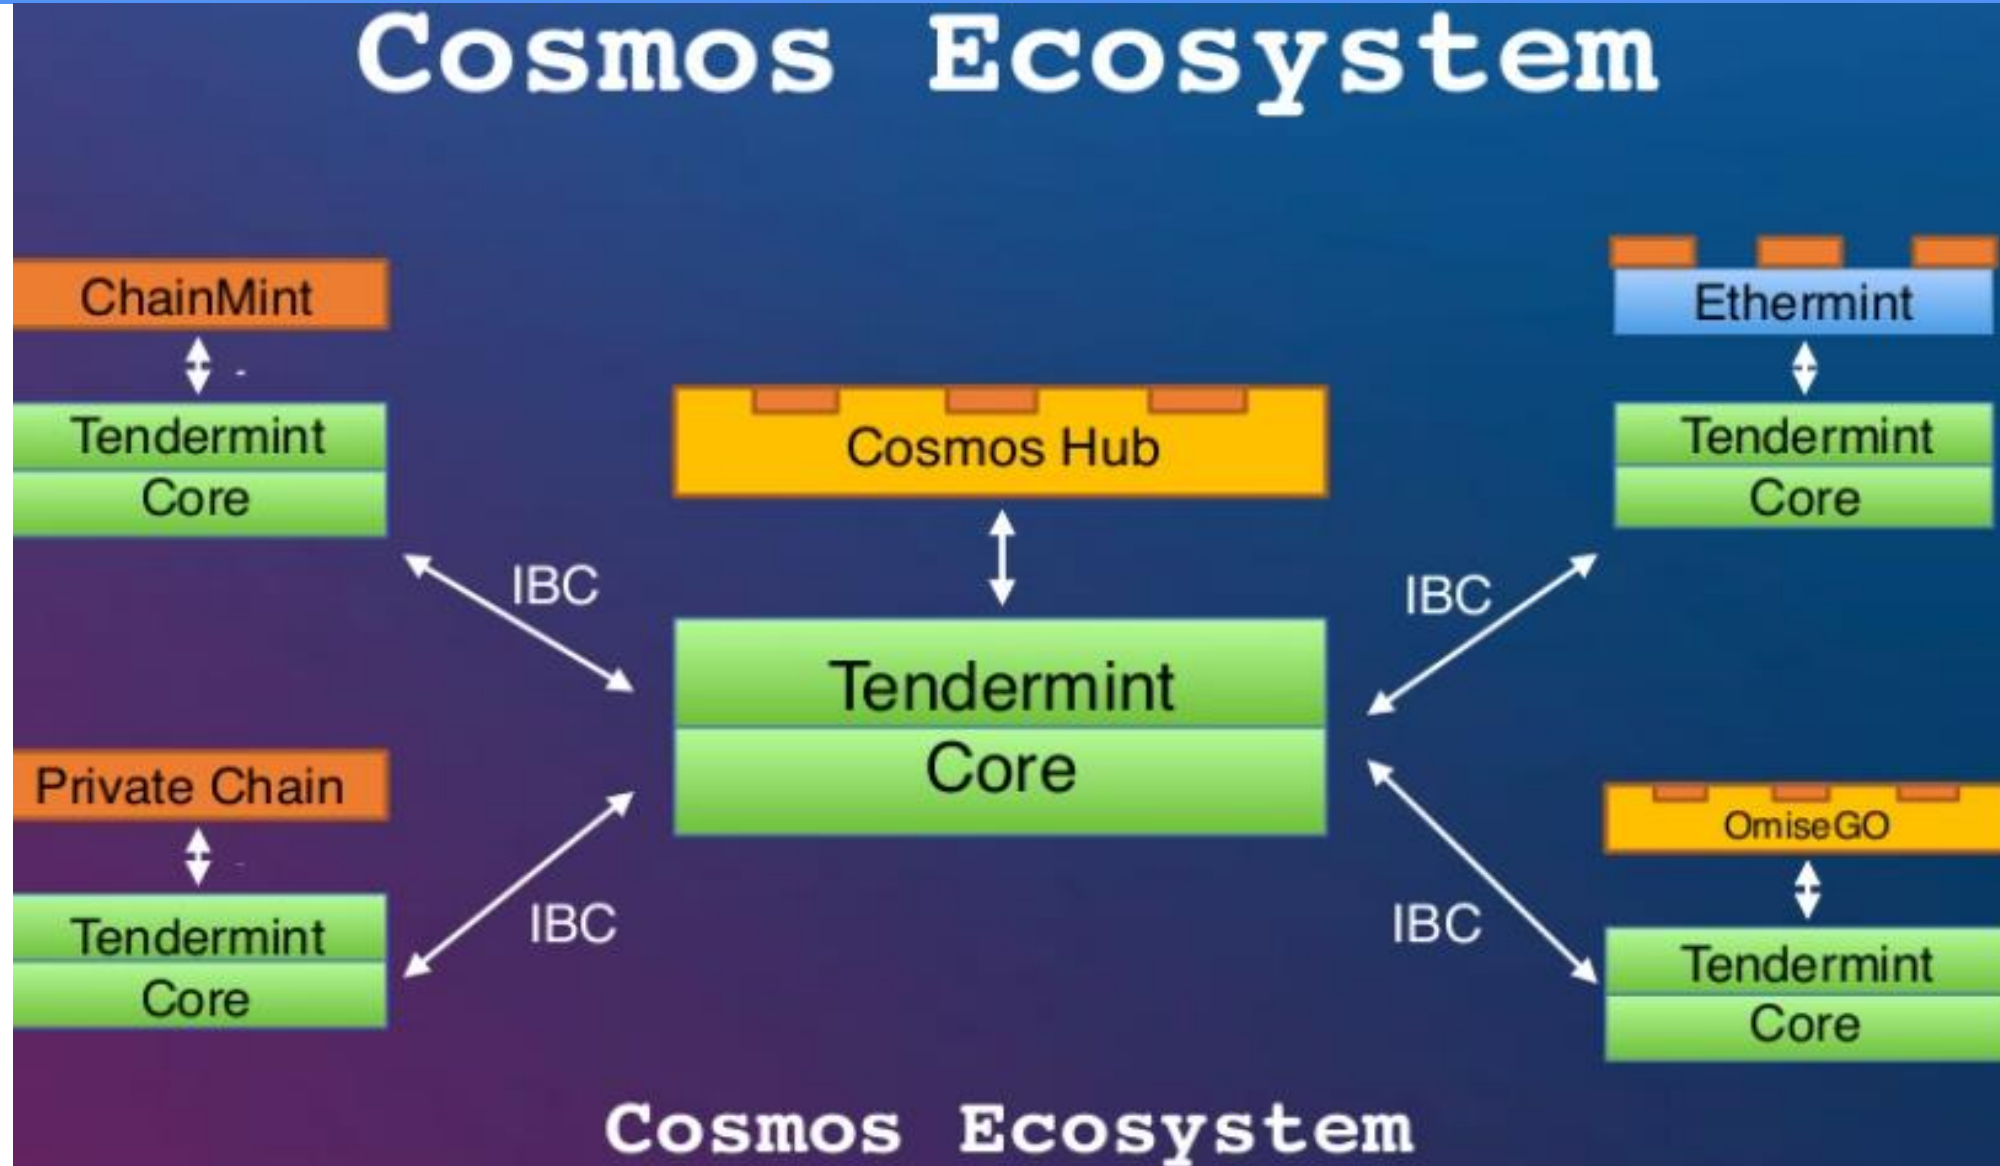 Cosmos Ecosystem
ChainMint
Tendermint
Core
IBC
Private Chain
Tendermint
Core
IBC
Cosmos Hub
Tendermint
Core
Ethermint
Tendermint
Core
IBC
OmiseGO
Tendermint
Core
IBC
Cosmos Ecosystem